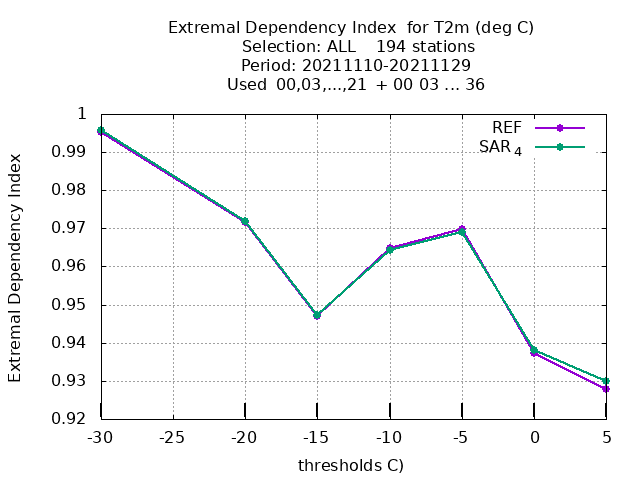 Extremal Dependency Index  for T2m (deg C)
Selection: ALL    194 stations
Period: 20211110-20211129
Used  00,03,...,21  + 00 03 ... 36
REF
SAR 4
Extremal Dependency Index
1
0.99
0.98
0.97
0.96
0.95
0.94
0.93
0.92
-30 -25 -20 -15 -10 -5 0 5
thresholds C)